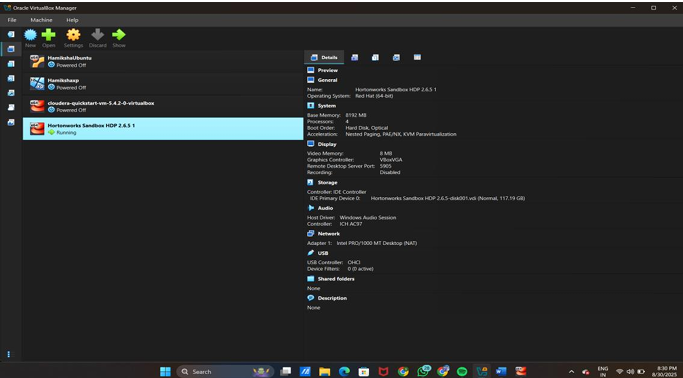 Oracle VirtualBox Manager
File Machine Help
New Open Settings Discard Show
HamikshaUbuntu
Powered Off
Hamikshaxp
Powered Off
cloudera-quickstart-vm-5.4.2-0-virtualbox
Powered Off
Hortonworks Sandbox HDP 2.6.5 1
Running
Details
Preview
General
Name: Hortonworks Sandbox HDP 2.6.5 1
Operating System: Red Hat (64-bit)
System
Base Memory: 8192 MB
Processors: 4
Boot Order: Hard Disk, Optical
Acceleration: Nested Paging, PAE/NX, KVM Paravirtualization
Display
Video Memory: 8 MB
Graphics Controller: VBoxVGA
Remote Desktop Server Port: 5905
Recording: Disabled
Storage
Controller: IDE Controller
IDE Primary Device 0: Hortonworks Sandbox HDP 2.6.5-disk001.vdi (Normal, 117.19 GB)
Audio
Host Driver: Windows Audio Session
Controller: ICH AC97
Network
Adapter 1: Intel PRO/1000 MT Desktop (NAT)
USB
USB Controller: OHCI
Device Filters: 0 (0 active)
Shared folders
None
Description
None
Search
ENG
IN
8:30 PM
8/30/2025